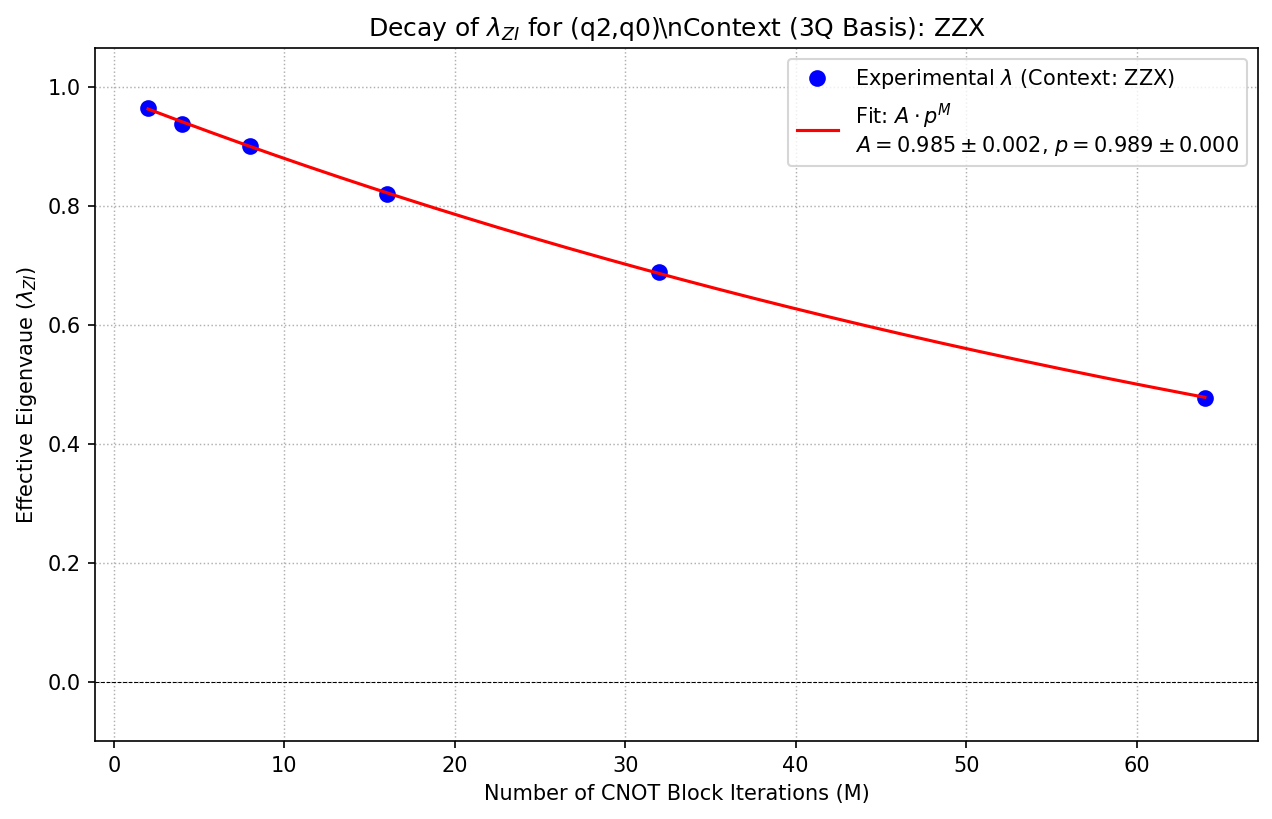 Decay of λ_ZI for (q2,q0)\nContext (3Q Basis): ZZX
Experimental λ (Context: ZZX)
Fit: A · p^M
A = 0.985 ± 0.002, p = 0.989 ± 0.000
Effective Eigenvaue (λ_ZI)
1.0
0.8
0.6
0.4
0.2
0.0
0 10 20 30 40 50 60
Number of CNOT Block Iterations (M)